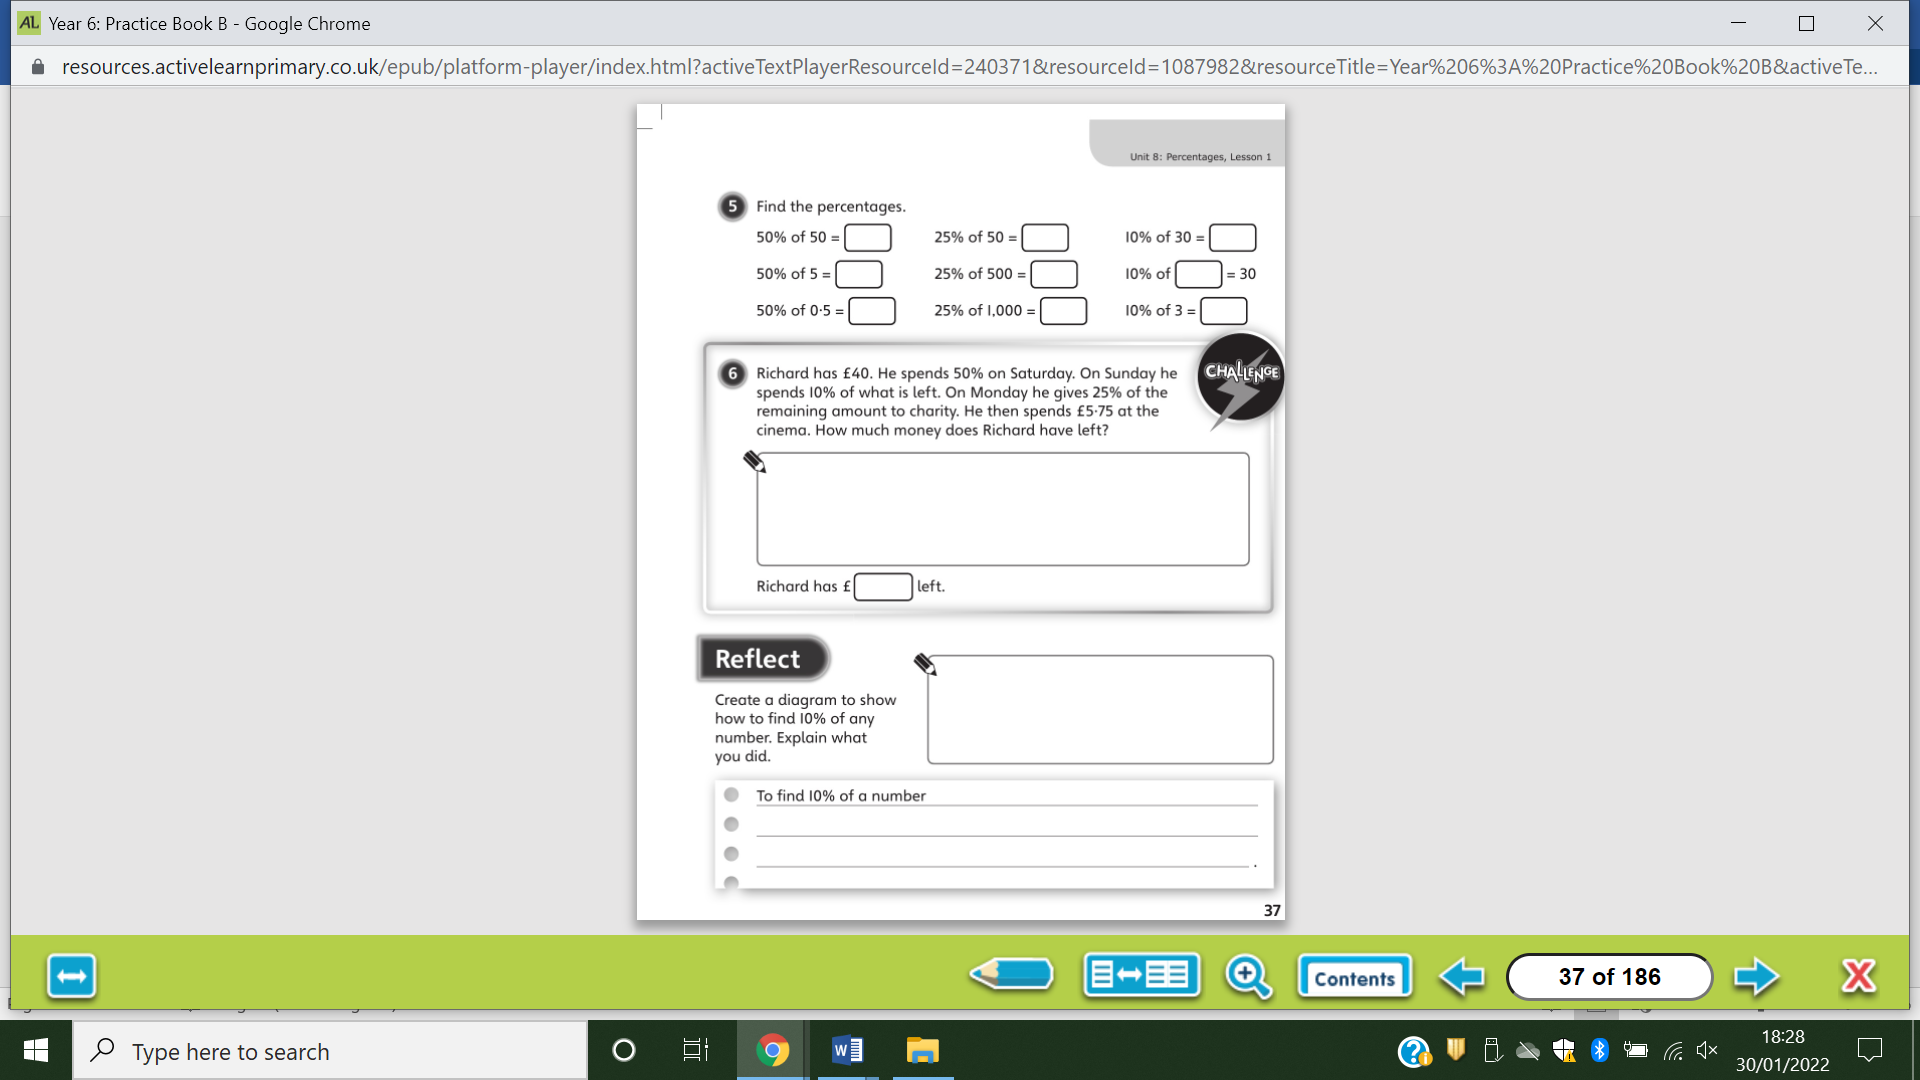 AL Year 6: Practice Book B - Google Chrome
resources.activelearnprimary.co.uk/epub/platform-player/index.html?activeTextPlayerResourceId=240371&resourceId=1087982&resourceTitle=Year%206%3A%20Practice%20Book%20B&activeTe...
Unit 8: Percentages, Lesson 1
5 Find the percentages.
50% of 50 = 25% of 50 = 10% of 30 =
50% of 5 = 25% of 500 = 10% of = 30
50% of 0·5 = 25% of 1,000 = 10% of 3 =
CHALLENGE
6 Richard has £40. He spends 50% on Saturday. On Sunday he
spends 10% of what is left. On Monday he gives 25% of the
remaining amount to charity. He then spends £5·75 at the
cinema. How much money does Richard have left?
Richard has £ left.
Reflect
Create a diagram to show
how to find 10% of any
number. Explain what
you did.
To find 10% of a number
.
37
Contents
37 of 186
X
Type here to search
W
18:28
30/01/2022